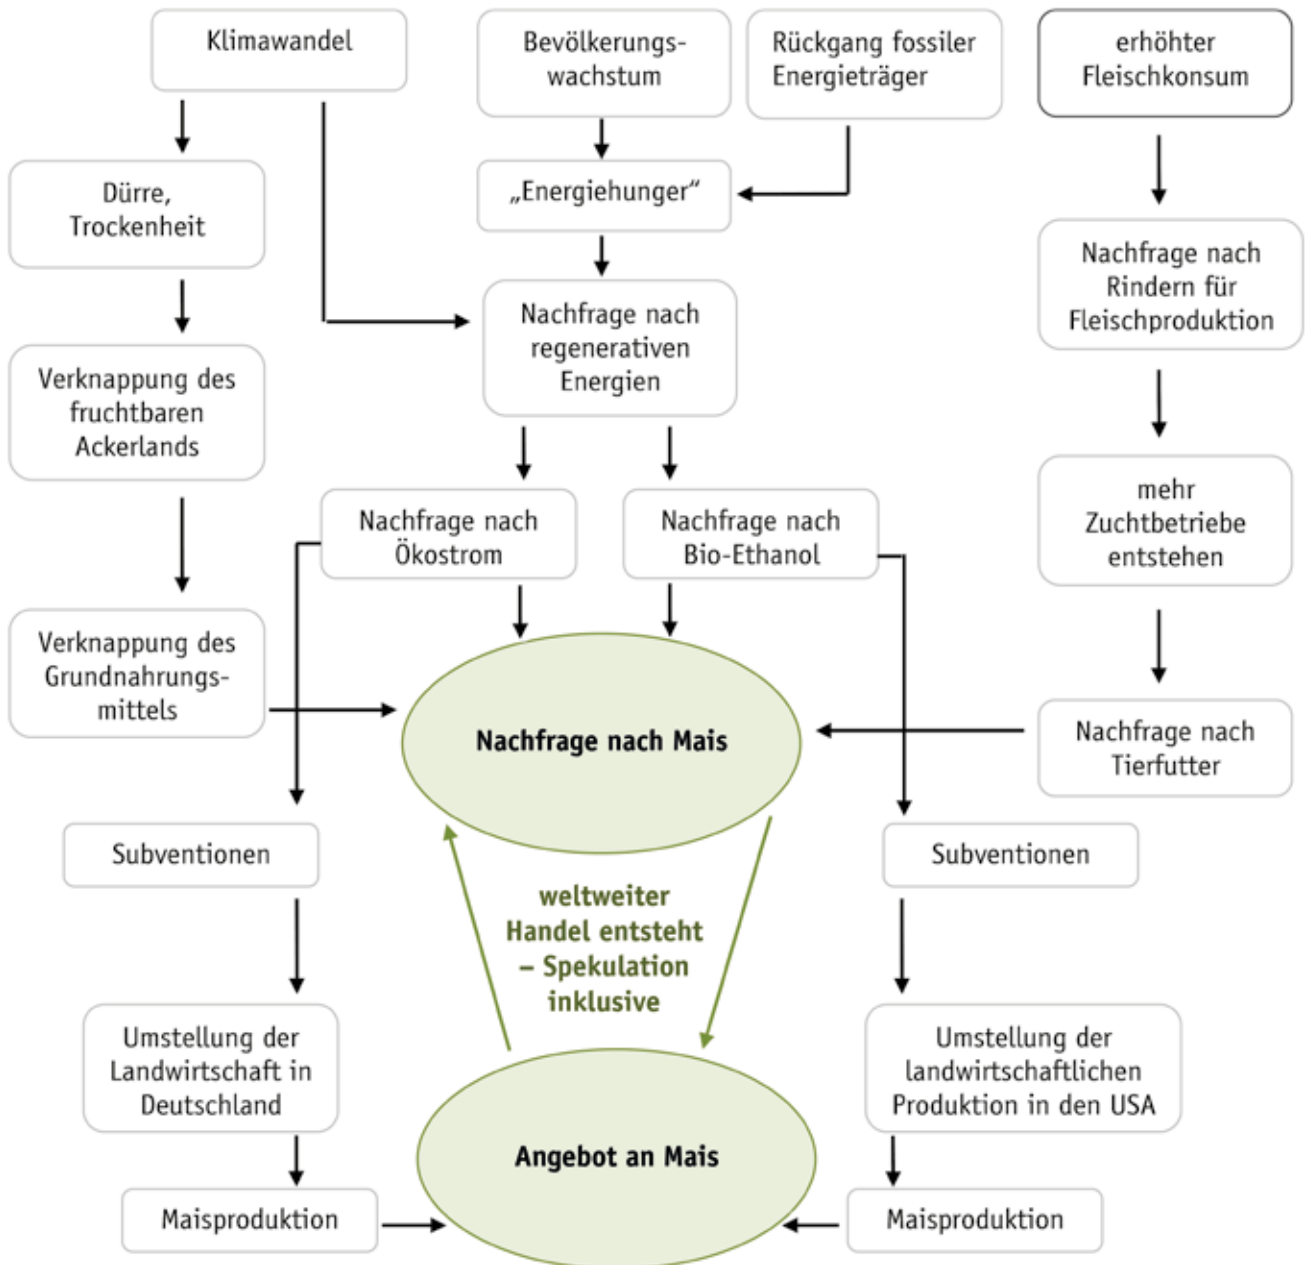 Klimawandel
Bevölkerungs-
wachstum
Rückgang fossiler
Energieträger
erhöhter
Fleischkonsum
Dürre,
Trockenheit
„Energiehunger“
Nachfrage nach
Rindern für
Fleischproduktion
Nachfrage nach
regenerativen
Energien
Verknappung des
fruchtbaren
Ackerlands
Nachfrage nach
Ökostrom
Nachfrage nach
Bio-Ethanol
mehr
Zuchtbetriebe
entstehen
Verknappung des
Grundnahrungs-
mittels
Nachfrage nach Mais
Nachfrage nach
Tierfutter
Subventionen
weltweiter
Handel entsteht
– Spekulation
inklusive
Subventionen
Umstellung der
Landwirtschaft in
Deutschland
Umstellung der
landwirtschaftlichen
Produktion in den USA
Angebot an Mais
Maisproduktion
Maisproduktion